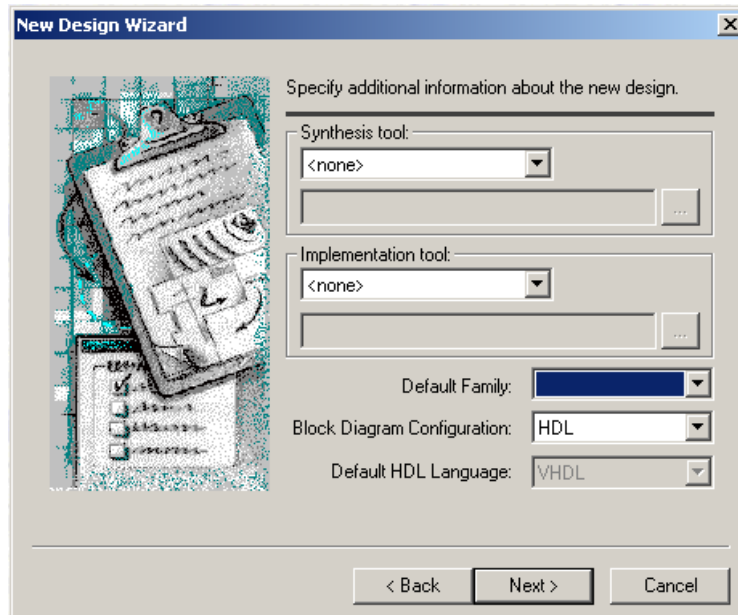 New Design Wizard
Specify additional information about the new design.
Synthesis tool:
<none>
...
Implementation tool:
<none>
...
Default Family:
Block Diagram Configuration: HDL
Default HDL Language: VHDL
< Back Next > Cancel